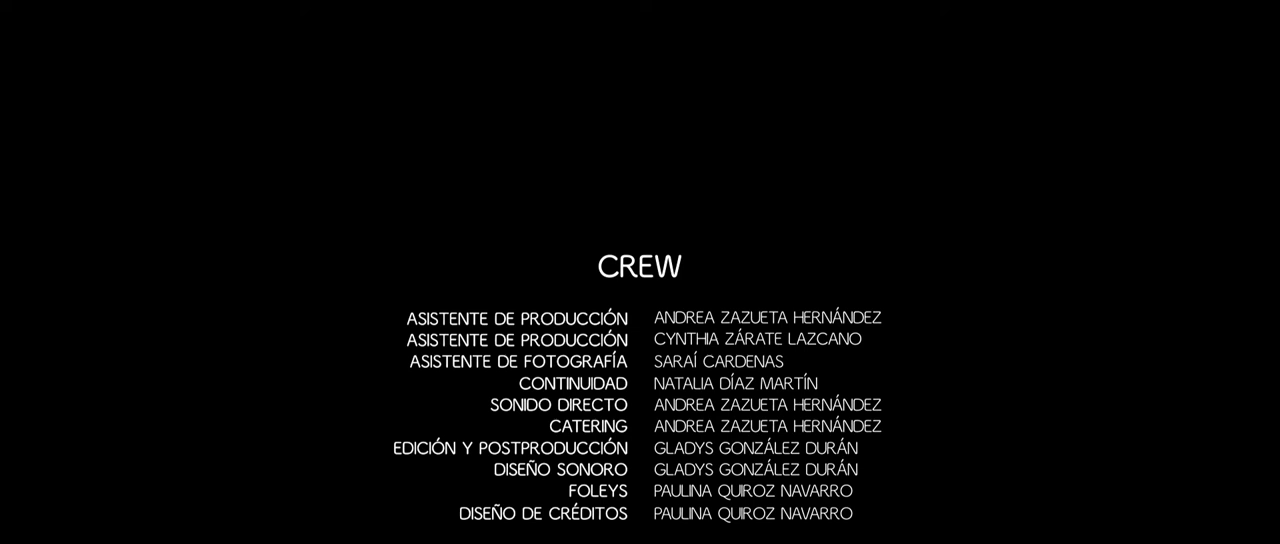 CREW
ASISTENTE DE PRODUCCIÓN ANDREA ZAZUETA HERNÁNDEZ
ASISTENTE DE PRODUCCIÓN CYNTHIA ZÁRATE LAZCANO
ASISTENTE DE FOTOGRAFÍA SARAÍ CARDENAS
CONTINUIDAD NATALIA DÍAZ MARTÍN
SONIDO DIRECTO ANDREA ZAZUETA HERNÁNDEZ
CATERING ANDREA ZAZUETA HERNÁNDEZ
EDICIÓN Y POSTPRODUCCIÓN GLADYS GONZÁLEZ DURÁN
DISEÑO SONORO GLADYS GONZÁLEZ DURÁN
FOLEYS PAULINA QUIROZ NAVARRO
DISEÑO DE CRÉDITOS PAULINA QUIROZ NAVARRO